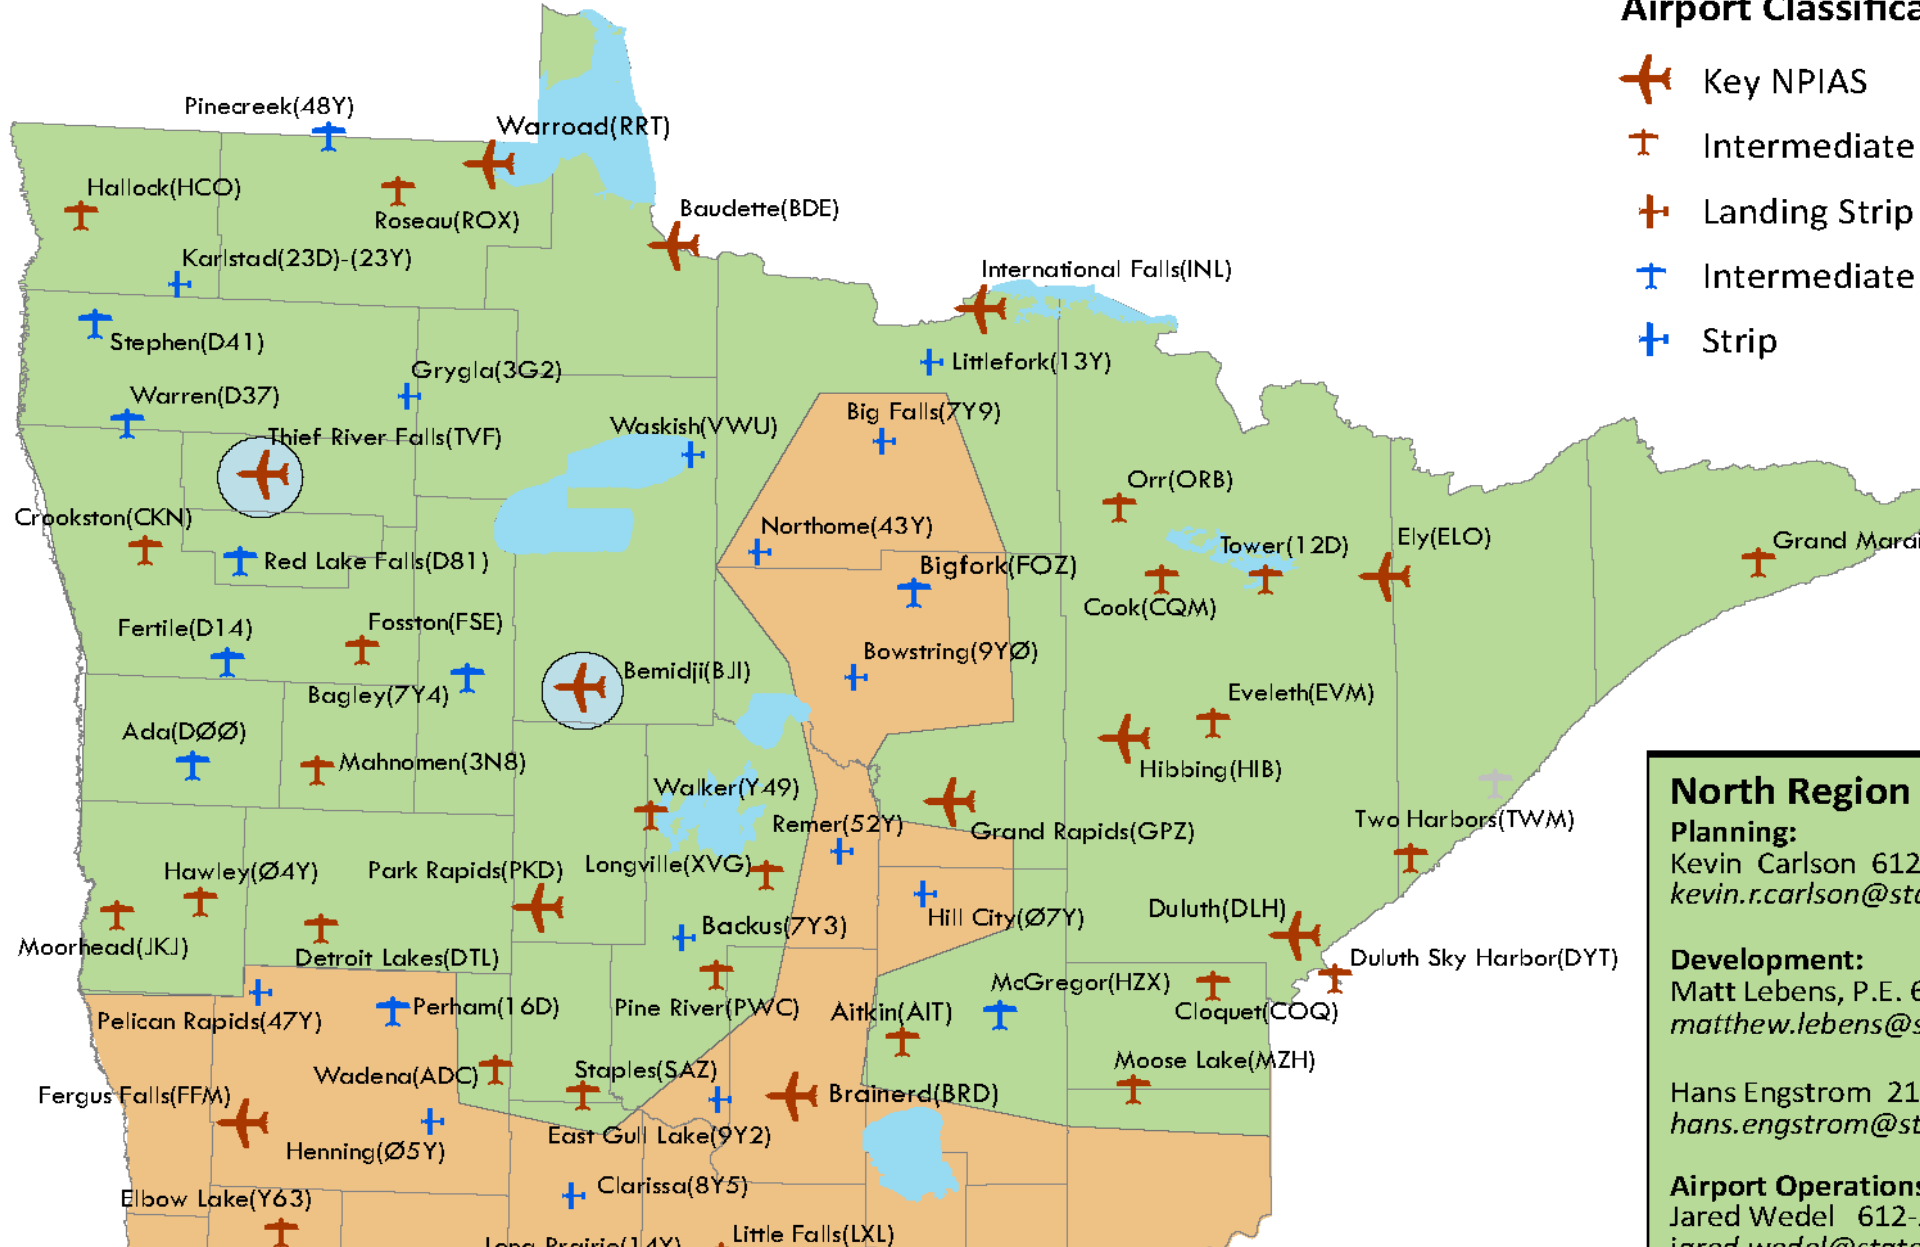 Airport Classifica
Key NPIAS
Intermediate
Landing Strip
Intermediate
Strip
Pinecreek(48Y)
Warroad(RRT)
Hallock(HCO)
Roseau(ROX)
Baudette(BDE)
Karlstad(23D)-(23Y)
International Falls(INL)
Stephen(D41)
Littlefork(13Y)
Grygla(3G2)
Warren(D37)
Big Falls(7Y9)
Waskish(VWU)
Thief River Falls(TVF)
Orr(ORB)
Crookston(CKN)
Northome(43Y)
Ely(ELO)
Tower(12D)
Grand Marai
Red Lake Falls(D81)
Bigfork(FOZ)
Cook(CQM)
Fosston(FSE)
Fertile(D14)
Bowstring(9YØ)
Bemidji(BJI)
Bagley(7Y4)
Eveleth(EVM)
Ada(DØØ)
Mahnomen(3N8)
Hibbing(HIB)
Walker(Y49)
Two Harbors(TWM)
Remer(52Y)
Grand Rapids(GPZ)
Longville(XVG)
Hawley(Ø4Y)
Park Rapids(PKD)
Duluth(DLH)
Hill City(Ø7Y)
Backus(7Y3)
Moorhead(JKJ)
Detroit Lakes(DTL)
Duluth Sky Harbor(DYT)
McGregor(HZX)
Pine River(PWC)
Perham(16D)
Aitkin(AIT)
Cloquet(COQ)
Pelican Rapids(47Y)
Moose Lake(MZH)
Staples(SAZ)
Wadena(ADC)
Fergus Falls(FFM)
Brainerd(BRD)
East Gull Lake(9Y2)
Henning(Ø5Y)
Clarissa(8Y5)
Elbow Lake(Y63)
Little Falls(LXL)
Long Prairie(14Y)
North Region
Planning:
Kevin Carlson 612
kevin.r.carlson@sta
Development:
Matt Lebens, P.E. 6
matthew.lebens@s
Hans Engstrom 21
hans.engstrom@st
Airport Operations
Jared Wedel 612-
jared.wedel@state